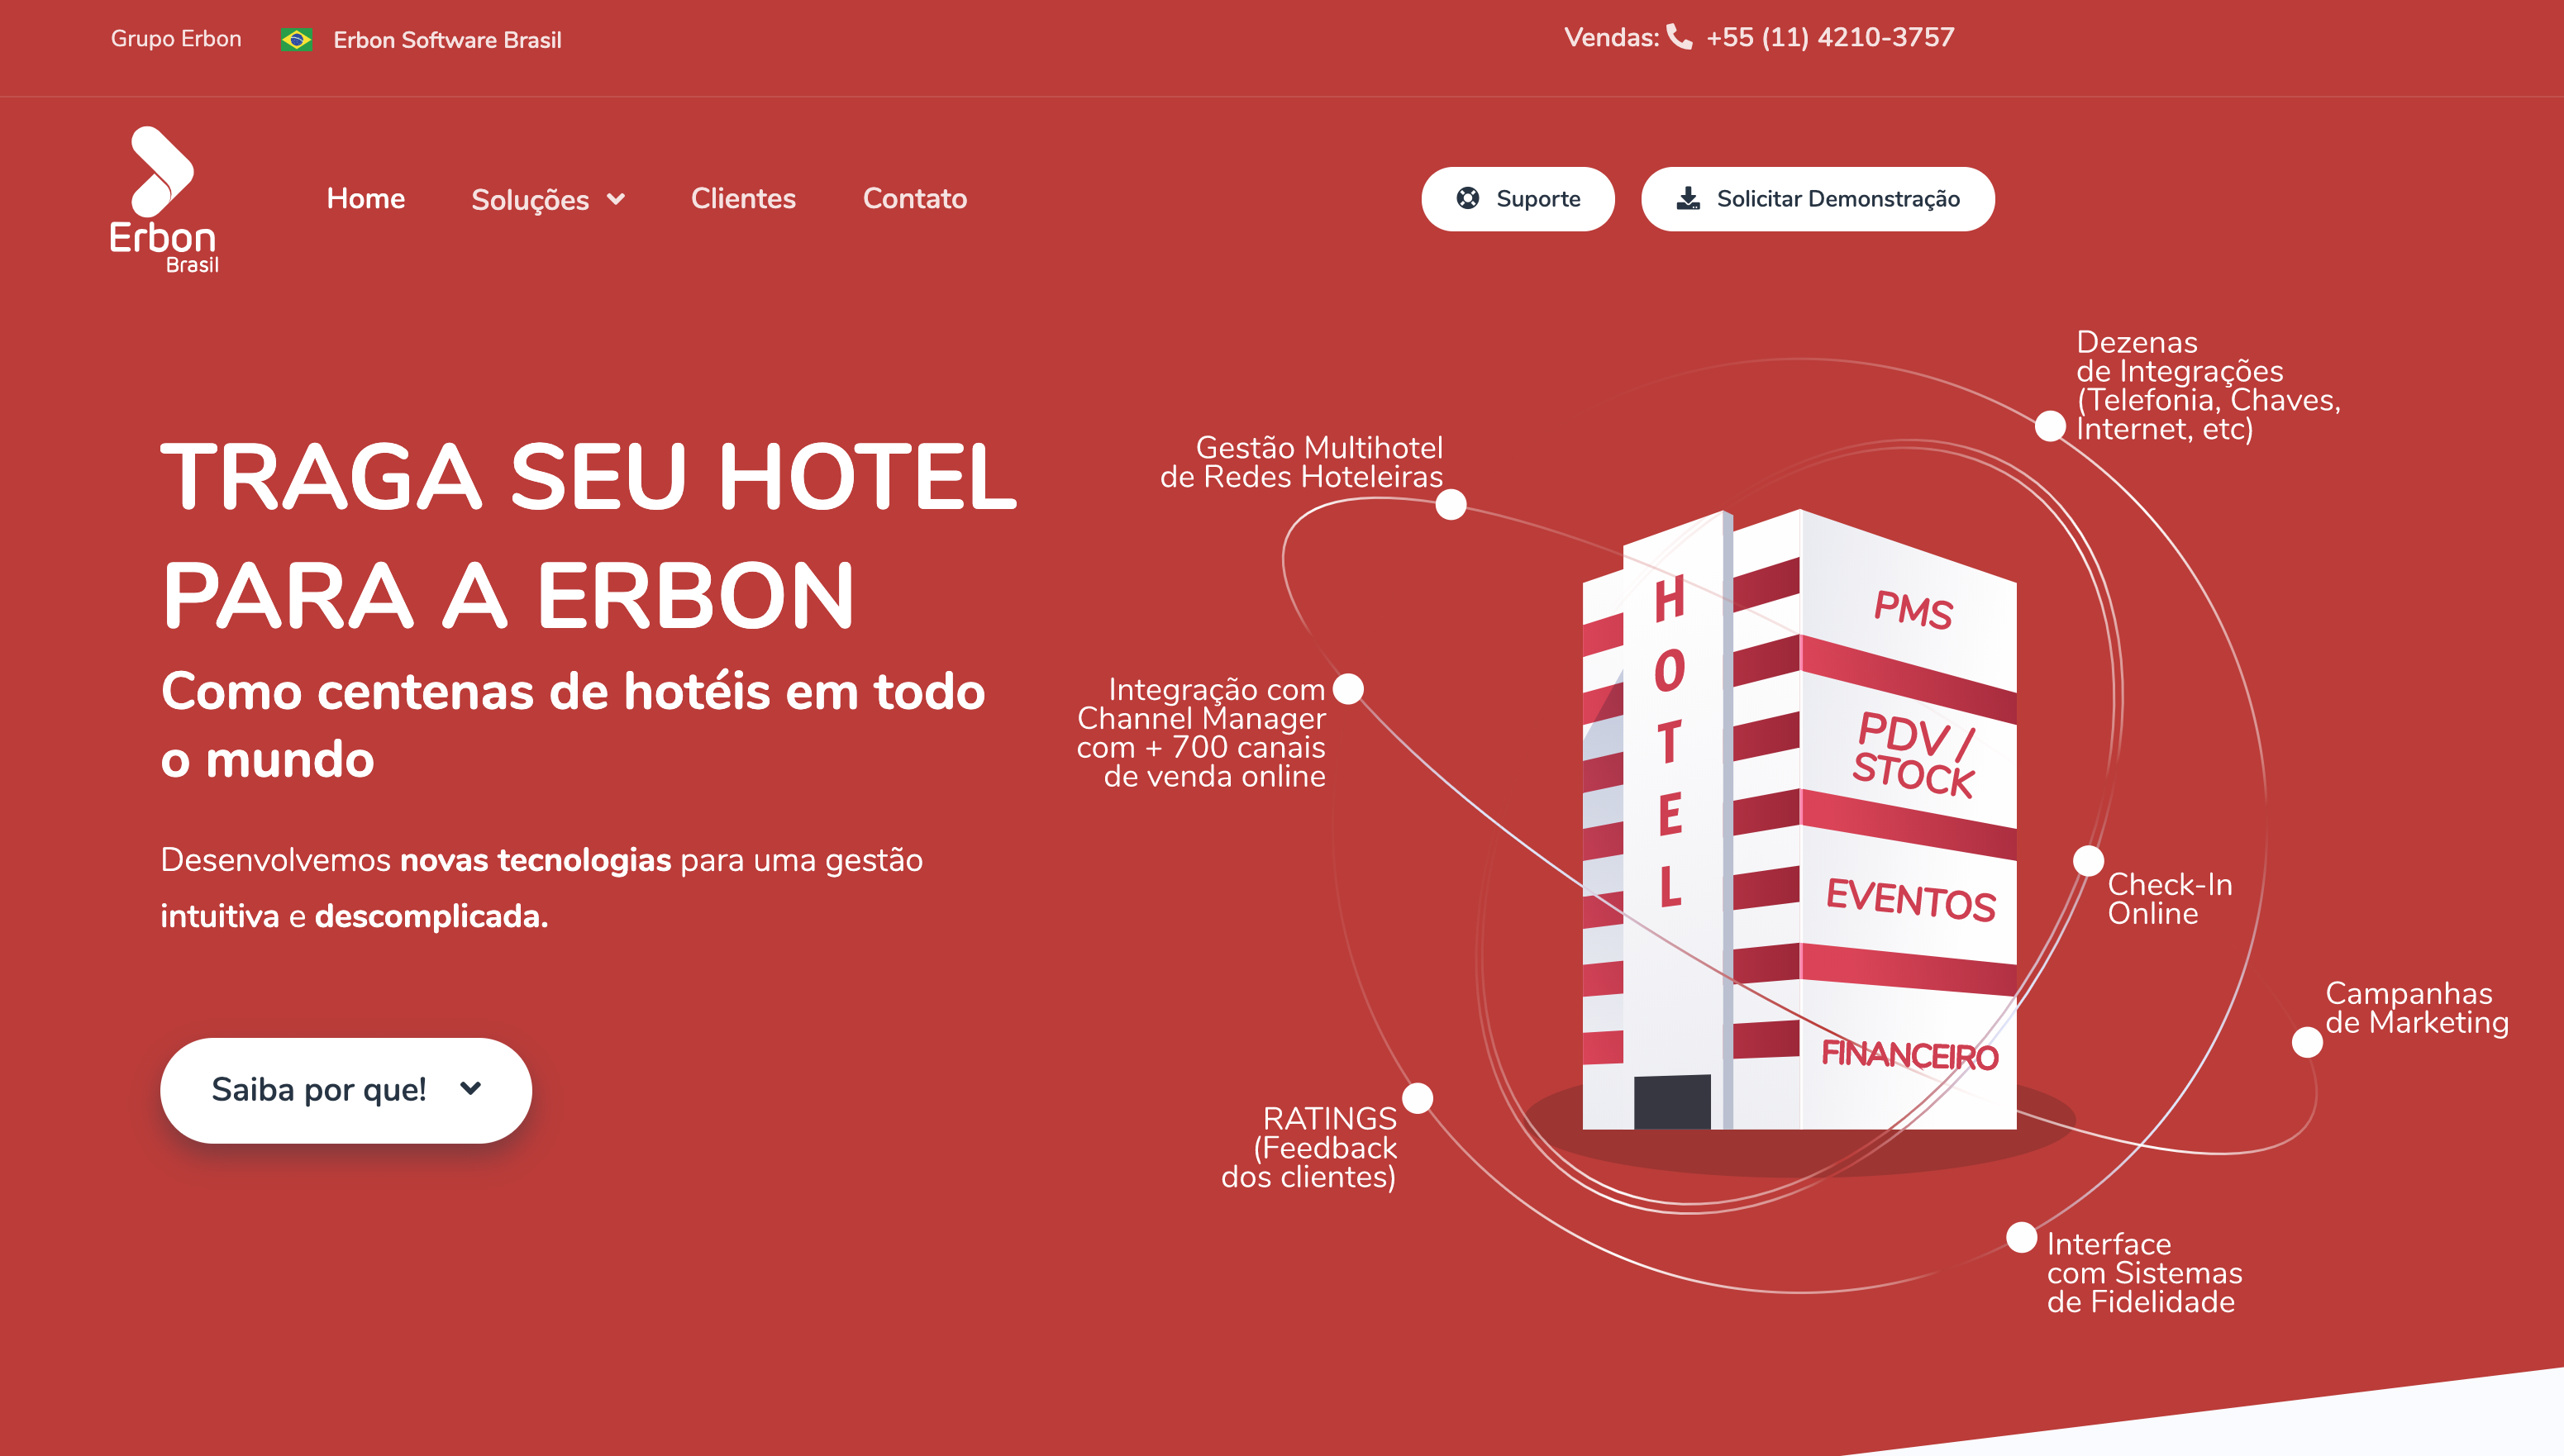 Grupo Erbon
Erbon Software Brasil
Vendas: +55 (11) 4210-3757
Erbon
Brasil
Home
Soluções
Clientes
Contato
Suporte
Solicitar Demonstração
TRAGA SEU HOTEL
PARA A ERBON
Como centenas de hotéis em todo
o mundo
Desenvolvemos novas tecnologias para uma gestão
intuitiva e descomplicada.
Saiba por que!
Gestão Multihotel
de Redes Hoteleiras
Integração com
Channel Manager
com + 700 canais
de venda online
RATINGS
(Feedback
dos clientes)
HOTEL
PMS
PDV /
STOCK
EVENTOS
FINANCEIRO
Dezenas
de Integrações
(Telefonia, Chaves,
Internet, etc)
Check-In
Online
Campanhas
de Marketing
Interface
com Sistemas
de Fidelidade